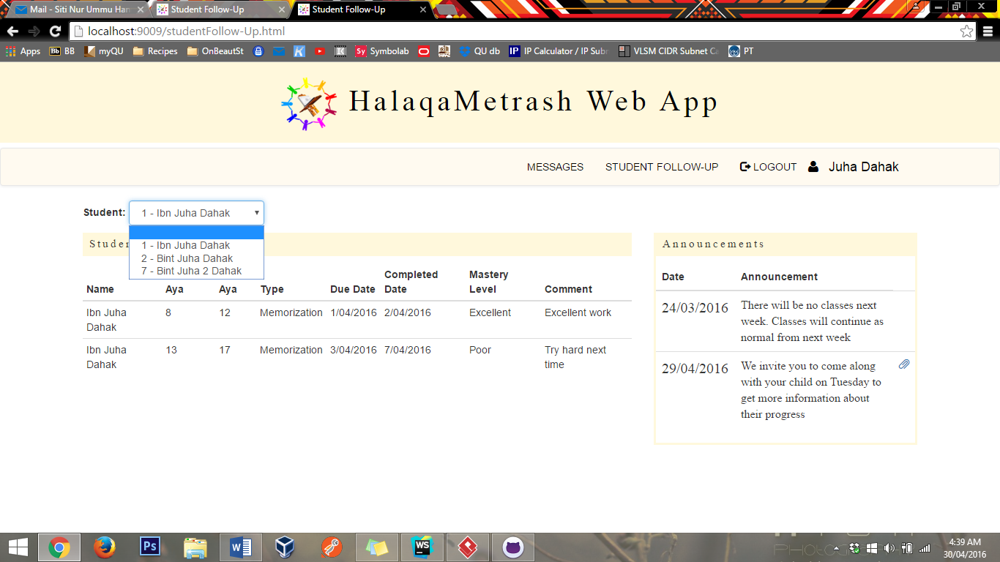 Mail - Siti Nur Ummu Ham
Student Follow-Up
Student Follow-Up
localhost:9009/studentFollow-Up.html
Apps
Bb BB
myQU
Recipes
OnBeautSt
Sy Symbolab
QU db
IP IP Calculator / IP Subn
VLSM CIDR Subnet Ca
PT
HalaqaMetrash Web App
MESSAGES STUDENT FOLLOW-UP LOGOUT Juha Dahak
Student: 1 - Ibn Juha Dahak
1 - Ibn Juha Dahak
2 - Bint Juha Dahak
7 - Bint Juha 2 Dahak
Studen
Name Aya Aya Type Due Date Completed Date Mastery Level Comment
Ibn Juha Dahak 8 12 Memorization 1/04/2016 2/04/2016 Excellent Excellent work
Ibn Juha Dahak 13 17 Memorization 3/04/2016 7/04/2016 Poor Try hard next time
Announcements
Date Announcement
24/03/2016 There will be no classes next
week. Classes will continue as
normal from next week
29/04/2016 We invite you to come along
with your child on Tuesday to
get more information about
their progress
Ps
WS
4:39 AM
30/04/2016